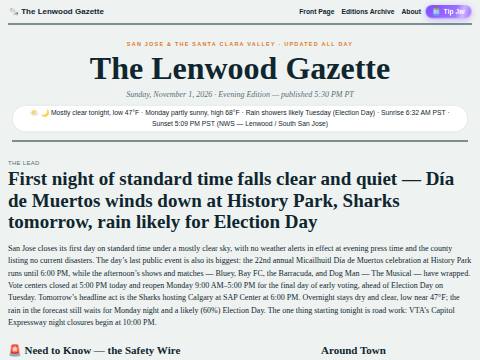 The Lenwood Gazette
Front Page Editions Archive About Tip Jar
SAN JOSE & THE SANTA CLARA VALLEY · UPDATED ALL DAY
The Lenwood Gazette
Sunday, November 1, 2026 · Evening Edition — published 5:30 PM PT
Mostly clear tonight, low 47°F · Monday partly sunny, high 68°F · Rain showers likely Tuesday (Election Day) · Sunrise 6:32 AM PST ·
Sunset 5:09 PM PST (NWS — Lenwood / South San Jose)
THE LEAD
First night of standard time falls clear and quiet — Día
de Muertos winds down at History Park, Sharks
tomorrow, rain likely for Election Day
San Jose closes its first day on standard time under a mostly clear sky, with no weather alerts in effect at evening press time and the county
listing no current disasters. The day's last public event is also its biggest: the 22nd annual Micailhuitl Día de Muertos celebration at History Park
runs until 6:00 PM, while the afternoon's shows and matches — Bluey, Bay FC, the Barracuda, and Dog Man — The Musical — have wrapped.
Vote centers closed at 5:00 PM today and reopen Monday 9:00 AM–5:00 PM for the final day of early voting, ahead of Election Day on
Tuesday. Tomorrow's headline act is the Sharks hosting Calgary at SAP Center at 6:00 PM. Overnight stays dry and clear, low near 47°F; the
rain in the forecast still waits for Monday night and a likely (60%) Election Day. The one thing starting tonight is road work: VTA's Capitol
Expressway night closures begin at 10:00 PM.
Need to Know — the Safety Wire
Around Town